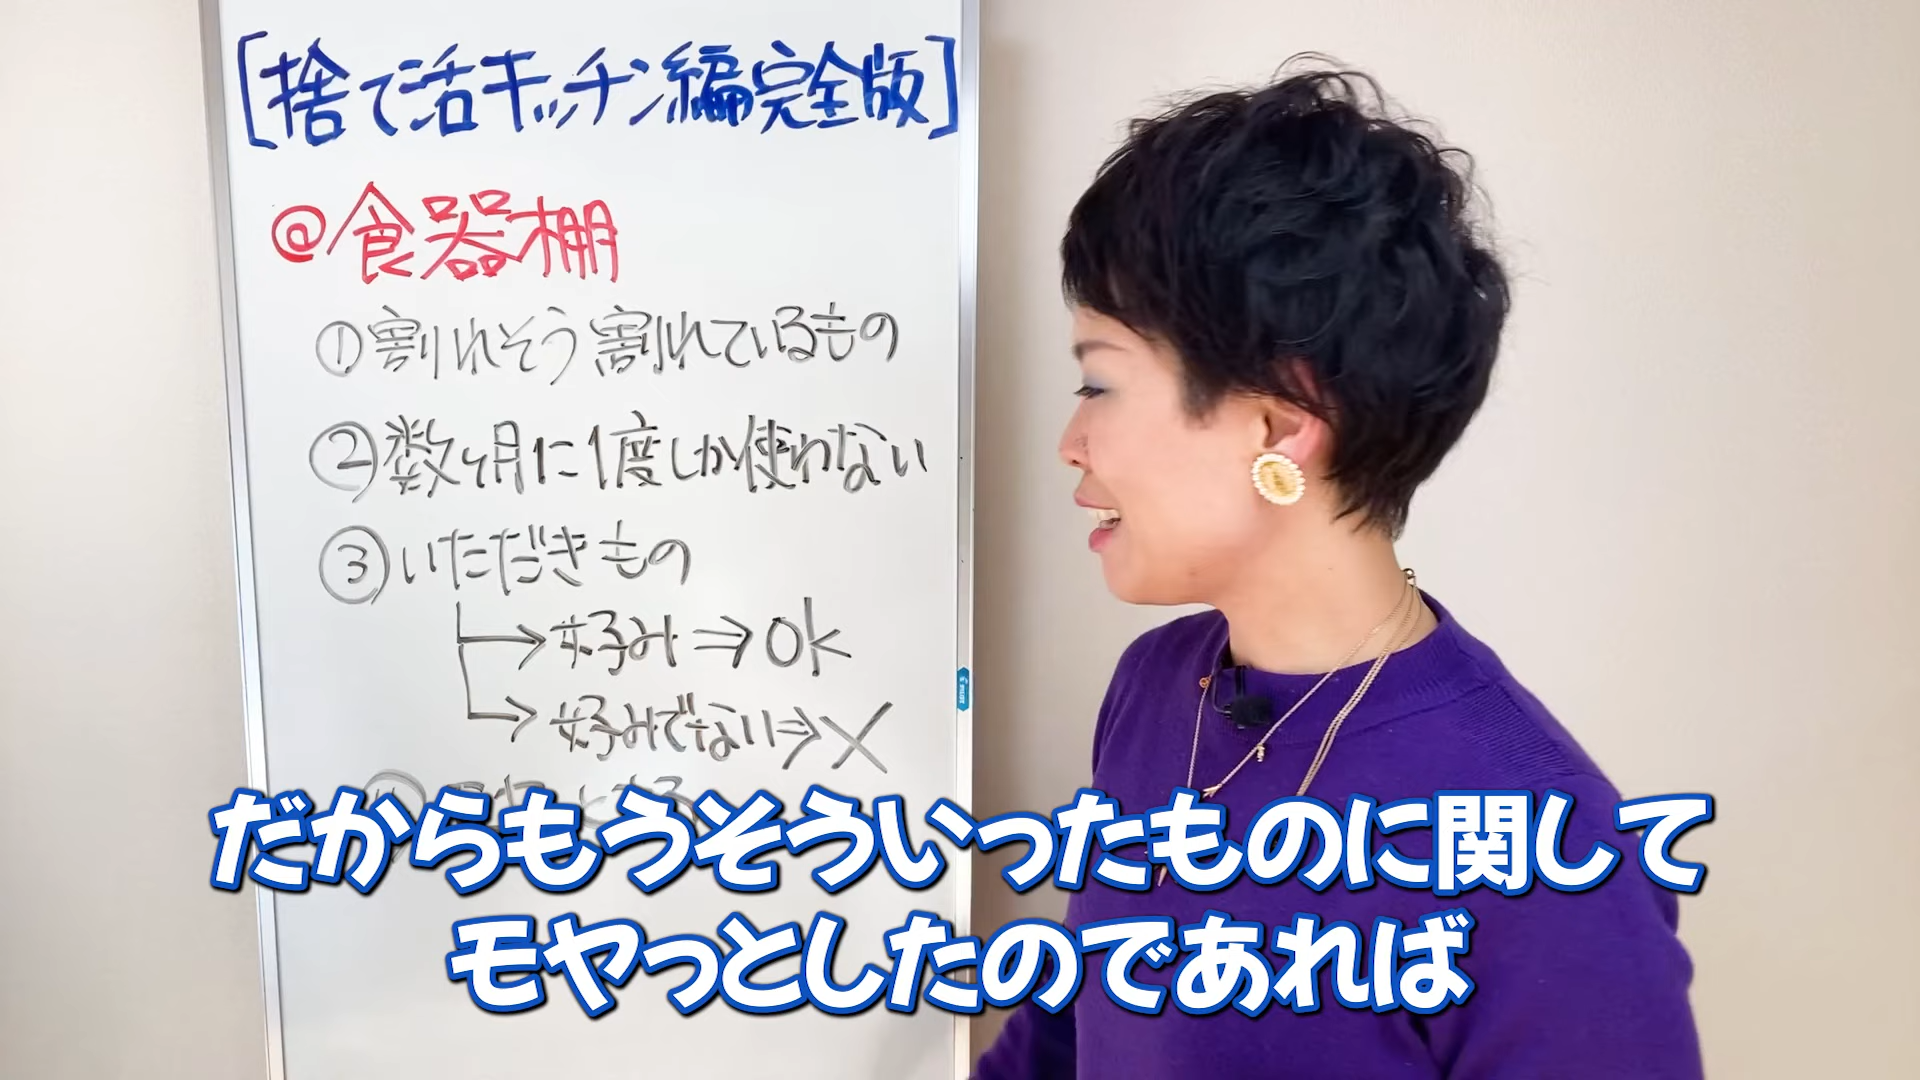 [捨て活キッチン編完全版]
@食器棚
①割れそう割れているもの
②数ヶ月に1度しか使わない
③いただきもの
→好み⇒OK
→好みでない⇒×
だからもうそういったものに関して
モヤっとしたのであれば